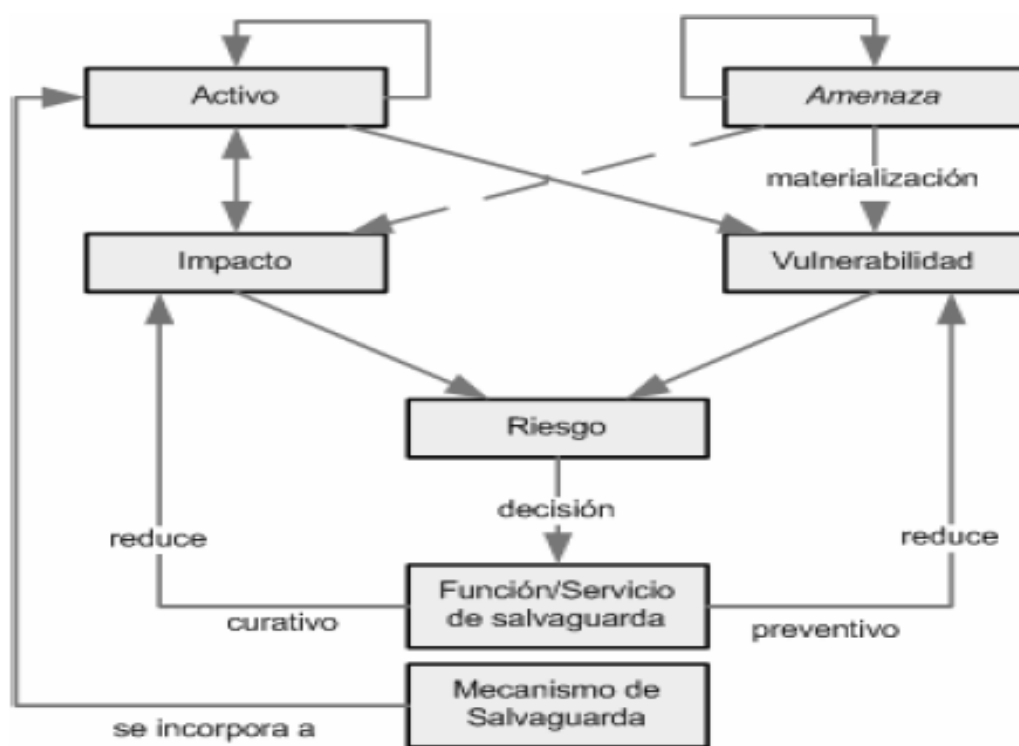 Activo
Amenaza
materialización
Impacto
Vulnerabilidad
Riesgo
decisión
reduce
reduce
Función/Servicio
de salvaguarda
curativo
preventivo
Mecanismo de
Salvaguarda
se incorpora a